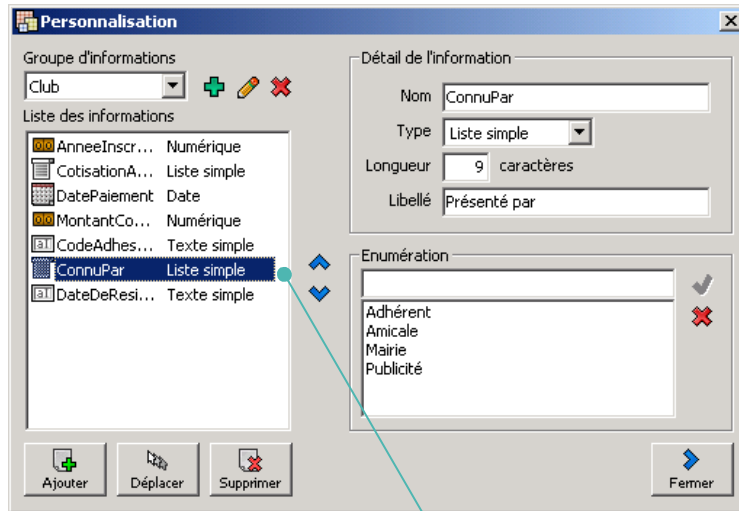 Personnalisation
Groupe d'informations
Club
Liste des informations
AnneeInscr... Numérique
CotisationA... Liste simple
DatePaiement Date
MontantCo... Numérique
CodeAdhes... Texte simple
ConnuPar Liste simple
DateDeResi... Texte simple
Ajouter
Déplacer
Supprimer
Détail de l'information
Nom ConnuPar
Type Liste simple
Longueur 9 caractères
Libellé Présenté par
Enumération
Adhérent
Amicale
Mairie
Publicité
Fermer